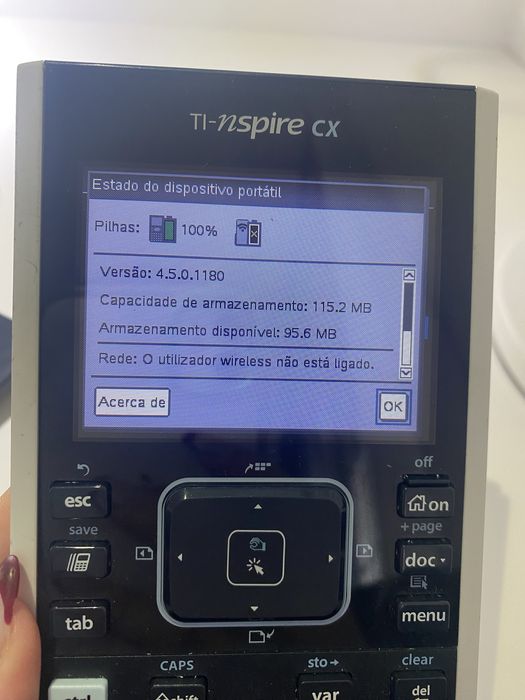 TI-nspire CX
Estado do dispositivo portátil
Pilhas: 100%
Versão: 4.5.0.1180
Capacidade de armazenamento: 115.2 MB
Armazenamento disponível: 95.6 MB
Rede: O utilizador wireless não está ligado.
Acerca de OK
off
esc on
save + page
doc
tab menu
CAPS sto→ clear
ctrl shift var del